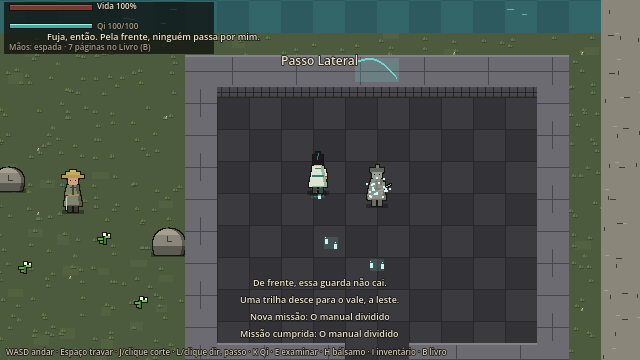 Vida 100%
Qi 100/100
Fuja, então. Pela frente, ninguém passa por mim.
Mãos: espada · 7 páginas no Livro (B)
Passo Lateral
De frente, essa guarda não cai.
Uma trilha desce para o vale, a leste.
Nova missão: O manual dividido
Missão cumprida: O manual dividido
WASD andar · Espaço travar · J/clique corte · L/clique dir. passo · K Qi · E examinar · H bálsamo · I inventário · B livro